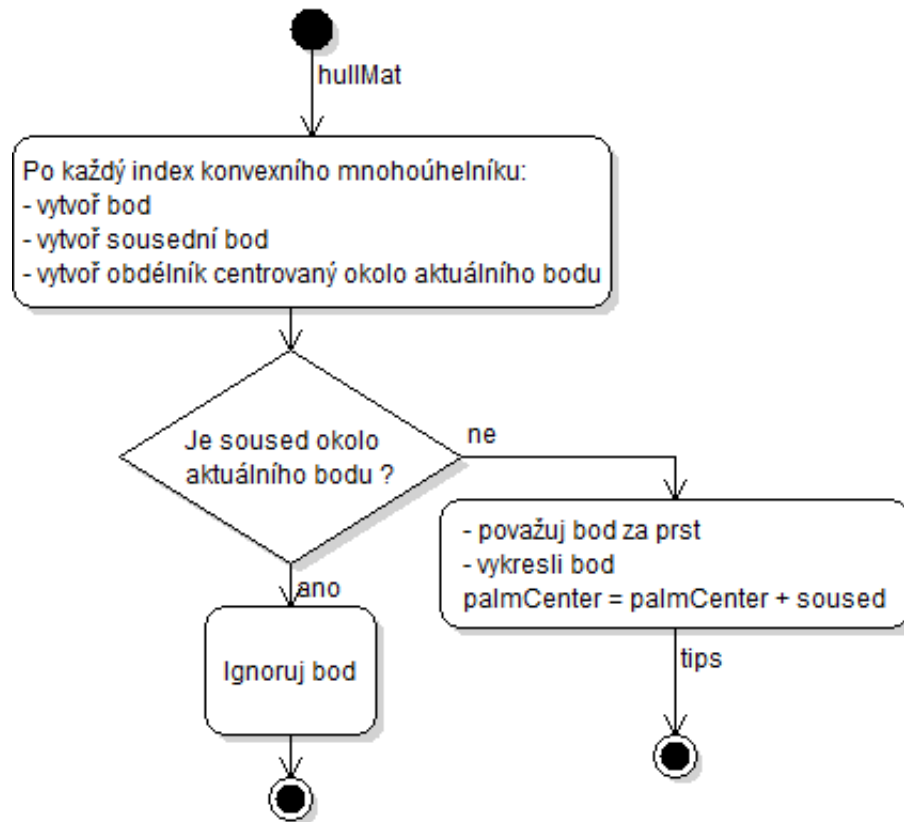 hullMat
Po každý index konvexního mnohoúhelníku:
- vytvoř bod
- vytvoř sousední bod
- vytvoř obdélník centrovaný okolo aktuálního bodu
Je soused okolo
aktuálního bodu ?
ne
- považuj bod za prst
- vykresli bod
palmCenter = palmCenter + soused
ano
Ignoruj bod
tips